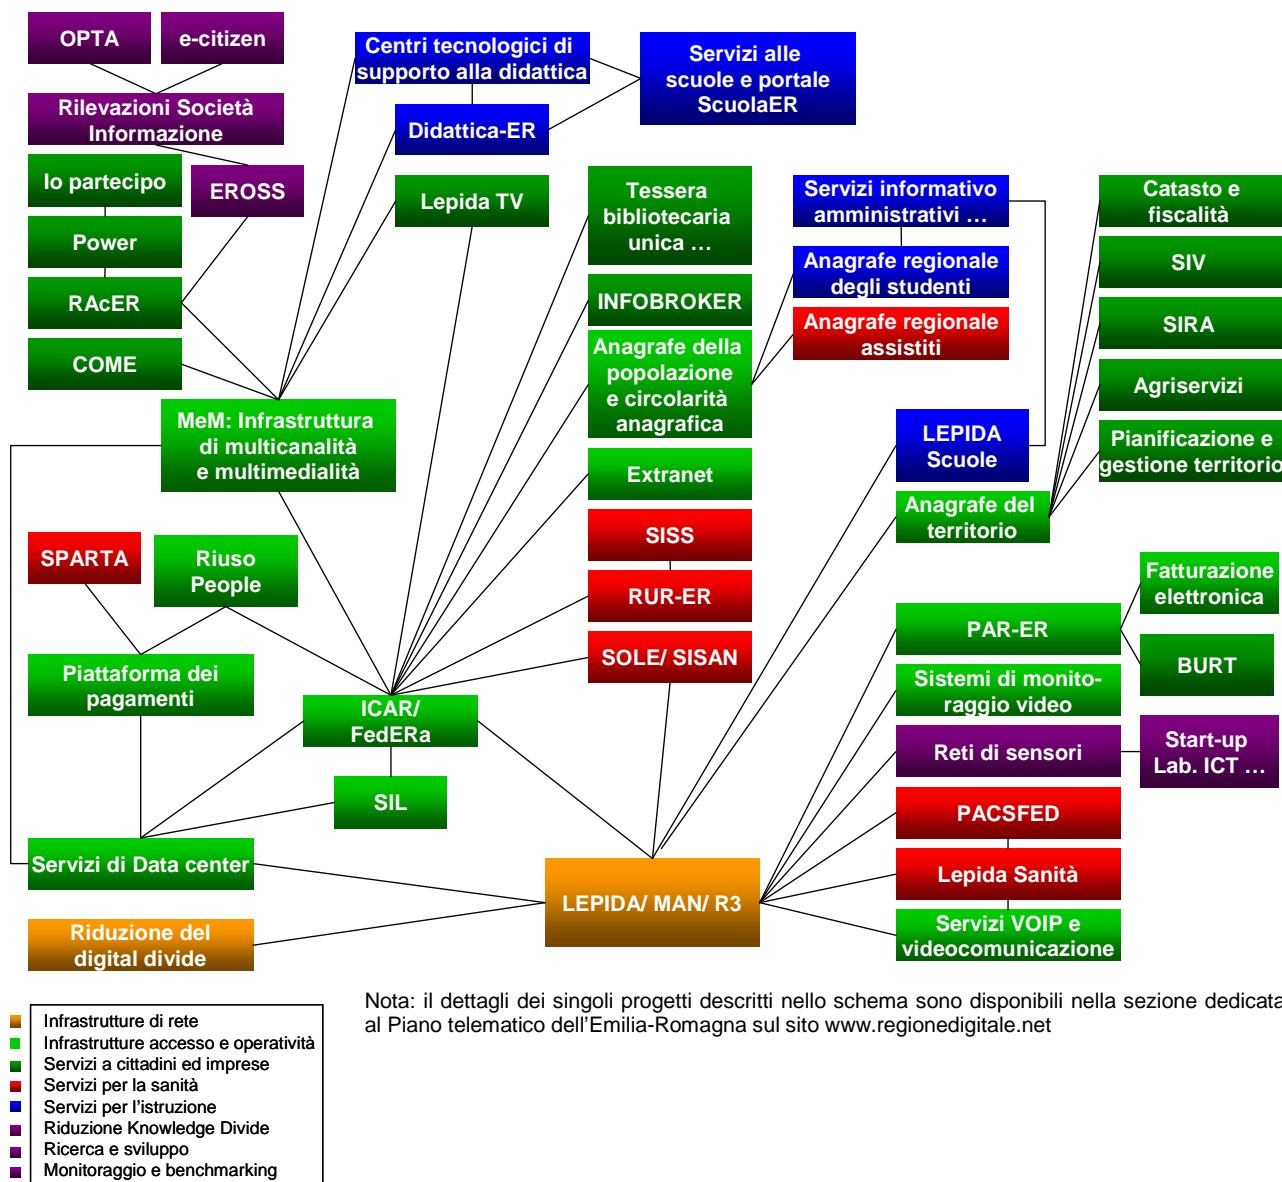 OPTA
e-citizen
Rilevazioni Società
Informazione
Io partecipo
EROSS
Power
RAcER
COME
Centri tecnologici di
supporto alla didattica
Servizi alle
scuole e portale
ScuolaER
Didattica-ER
Lepida TV
Tessera
bibliotecaria
unica …
INFOBROKER
Anagrafe della
popolazione
e circolarità
anagrafica
Extranet
SISS
RUR-ER
SOLE/ SISAN
Servizi informativo
amministrativi …
Anagrafe regionale
degli studenti
Anagrafe regionale
assistiti
LEPIDA
Scuole
Anagrafe del
territorio
Catasto e
fiscalità
SIV
SIRA
Agriservizi
Pianificazione e
gestione territorio
MeM: Infrastruttura
di multicanalità
e multimedialità
SPARTA
Riuso
People
Piattaforma dei
pagamenti
ICAR/
FedERa
SIL
Servizi di Data center
Riduzione del
digital divide
LEPIDA/ MAN/ R3
PAR-ER
Fatturazione
elettronica
BURT
Sistemi di monito-
raggio video
Reti di sensori
Start-up
Lab. ICT …
PACSFED
Lepida Sanità
Servizi VOIP e
videocomunicazione
Nota: il dettagli dei singoli progetti descritti nello schema sono disponibili nella sezione dedicata
al Piano telematico dell'Emilia-Romagna sul sito www.regionedigitale.net
Infrastrutture di rete
Infrastrutture accesso e operatività
Servizi a cittadini ed imprese
Servizi per la sanità
Servizi per l'istruzione
Riduzione Knowledge Divide
Ricerca e sviluppo
Monitoraggio e benchmarking